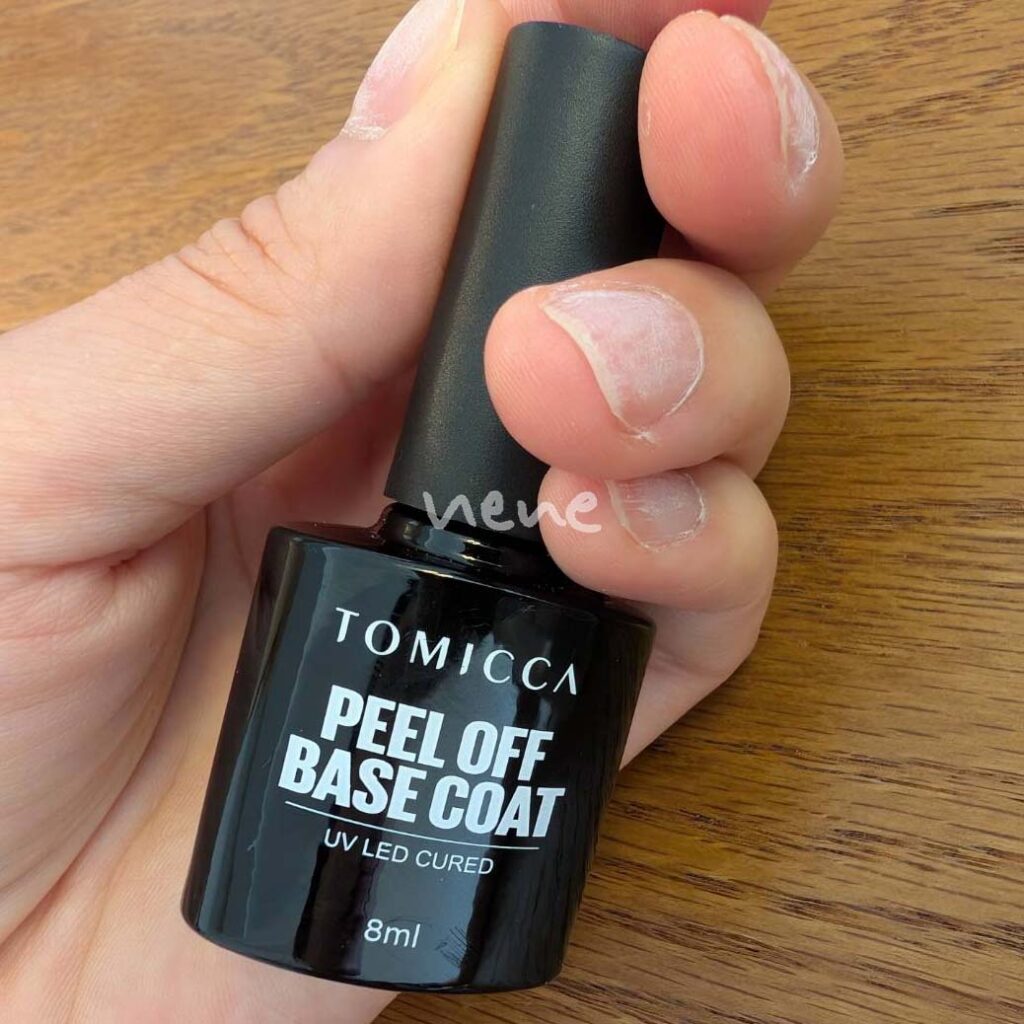 nene
TOMICCA
PEEL OFF
BASE COAT
UV LED CURED
8ml